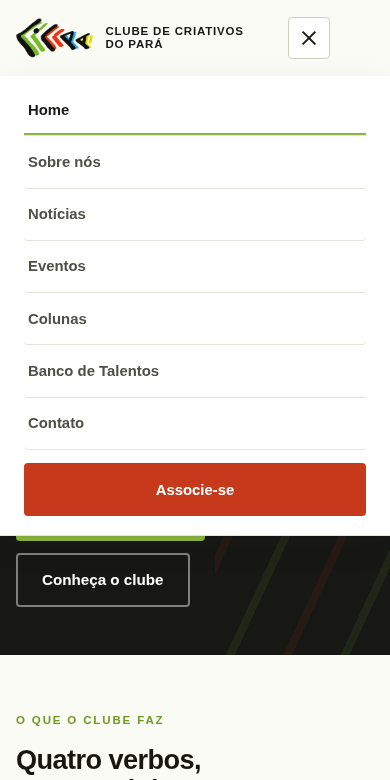 CLUBE DE CRIATIVOS
DO PARÁ
Home
Sobre nós
Notícias
Eventos
Colunas
Banco de Talentos
Contato
Associe-se
Conheça o clube
O QUE O CLUBE FAZ
Quatro verbos,